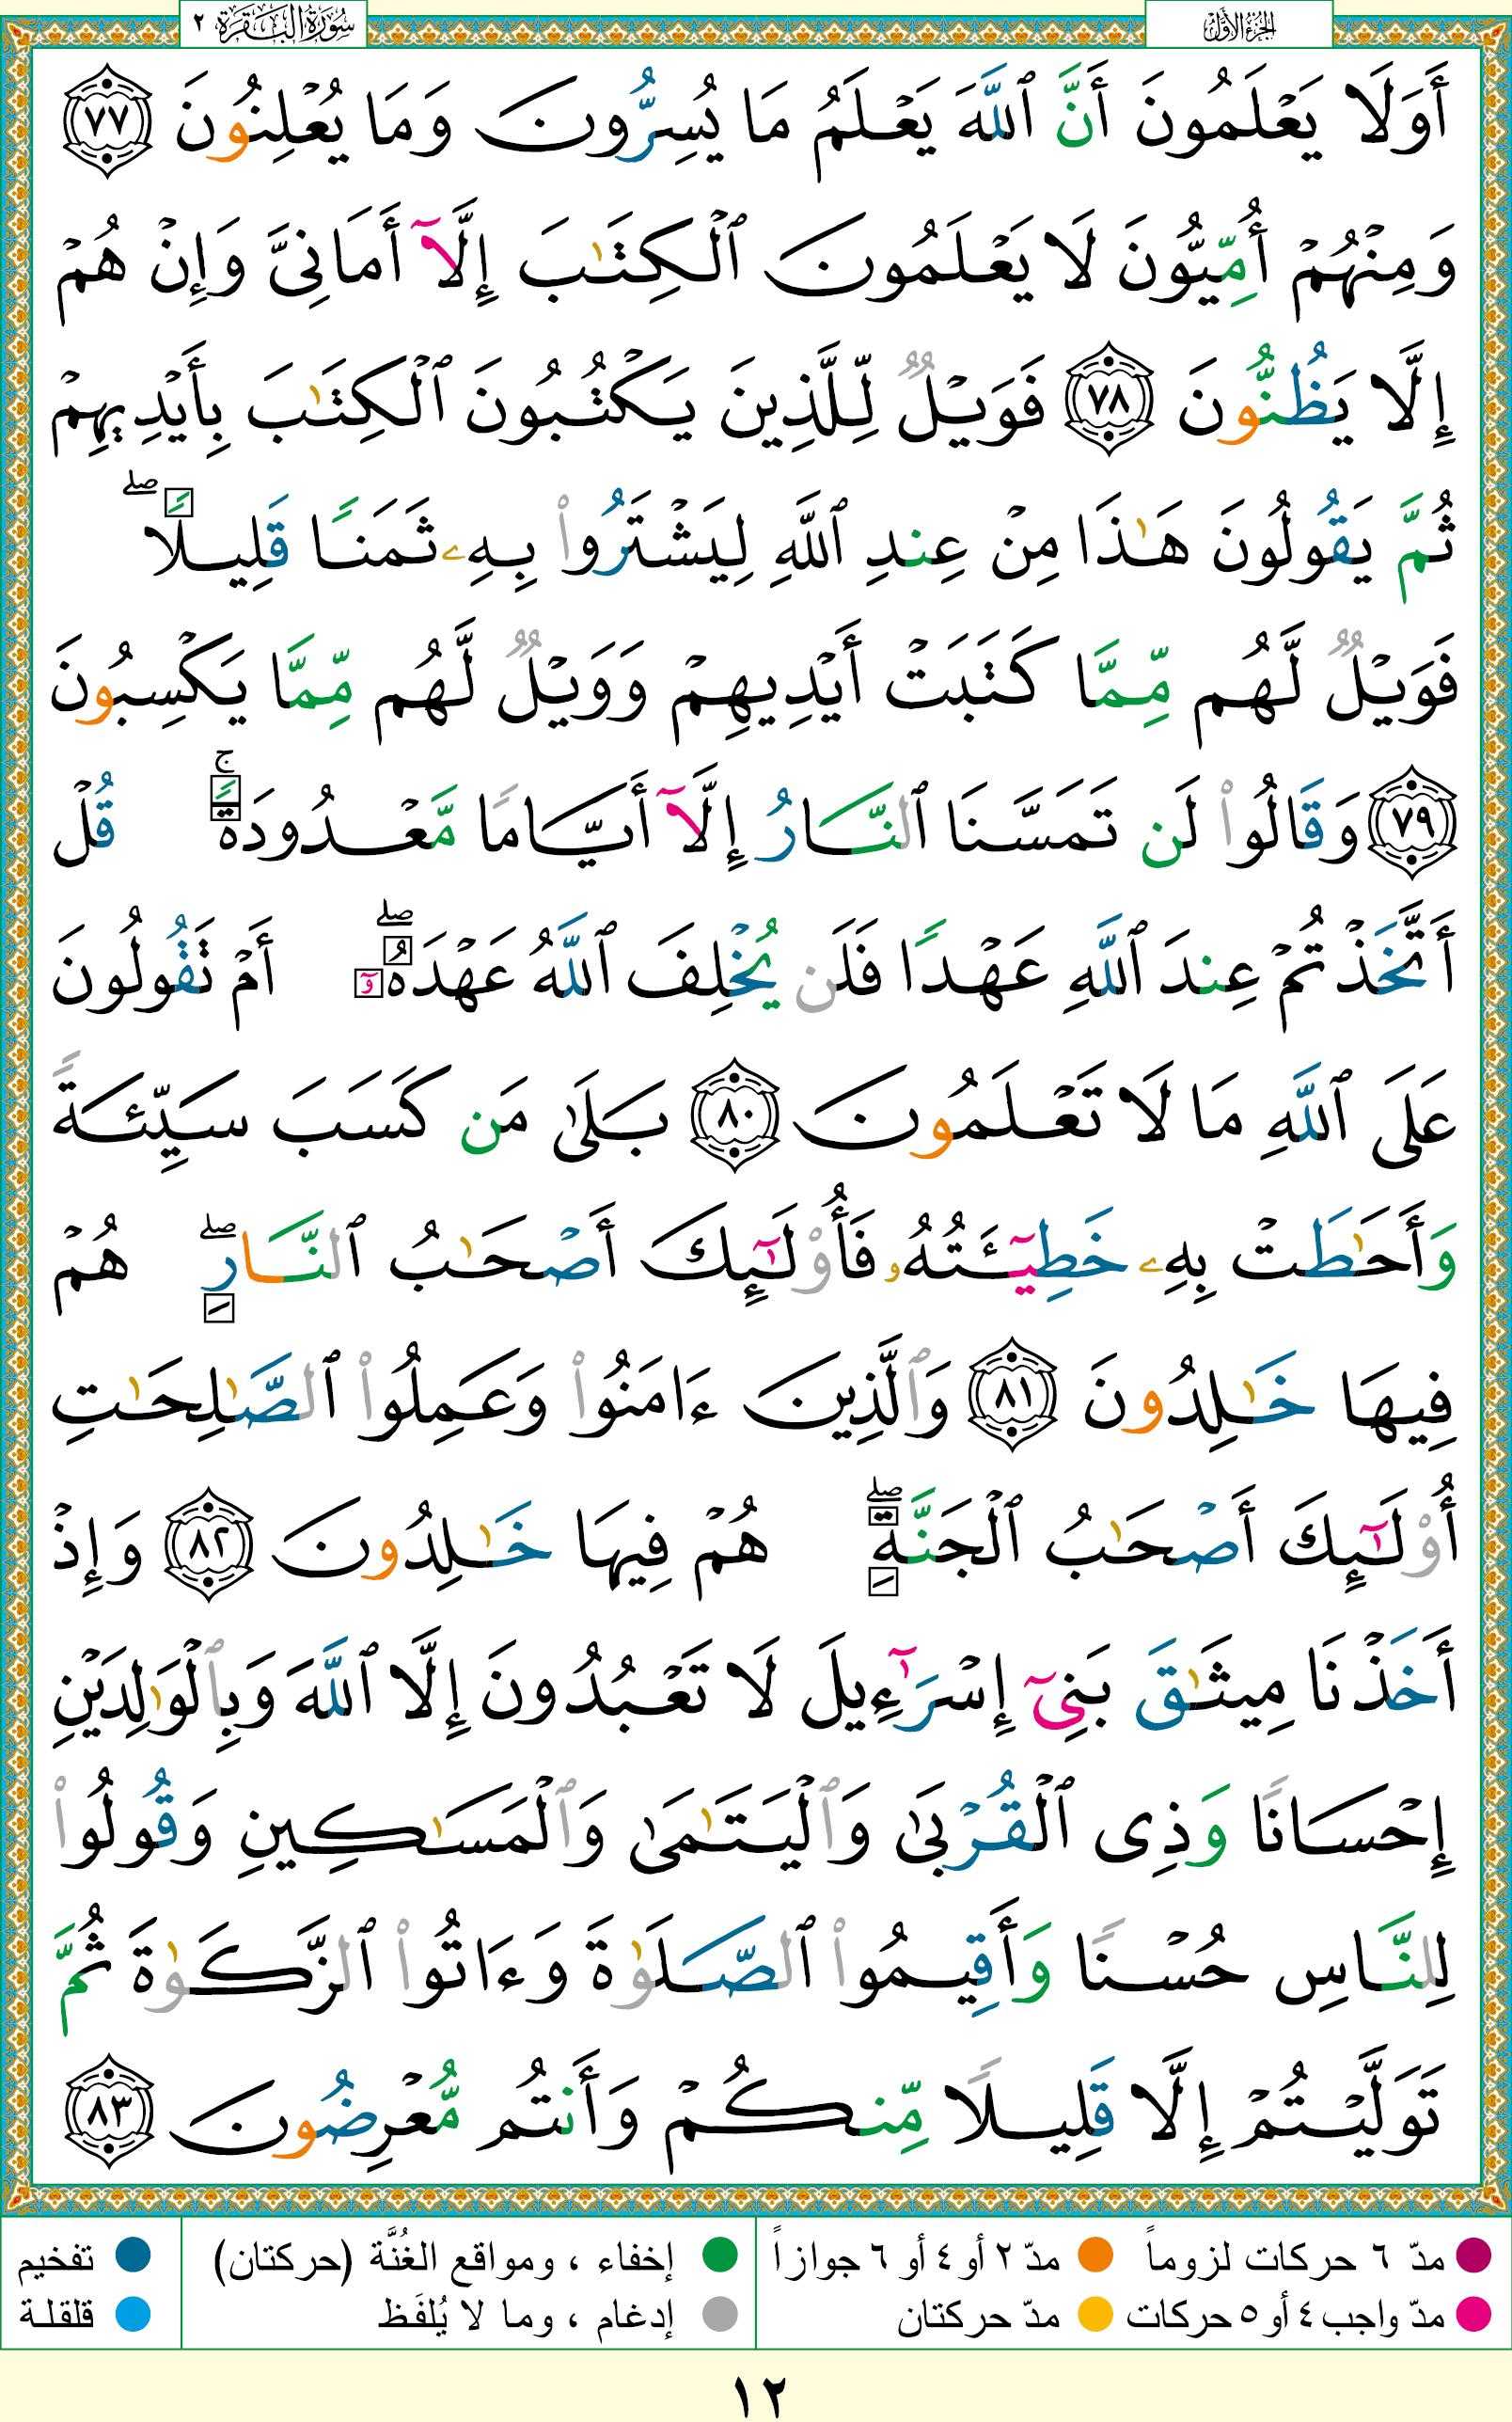 الجزء الأول
سورة البقرة ٢
أَوَلَا يَعْلَمُونَ أَنَّ ٱللَّهَ يَعْلَمُ مَا يُسِرُّونَ وَمَا يُعْلِنُونَ ٧٧
وَمِنْهُمْ أُمِّيُّونَ لَا يَعْلَمُونَ ٱلْكِتَٰبَ إِلَّآ أَمَانِىَّ وَإِنْ هُمْ
إِلَّا يَظُنُّونَ ٧٨ فَوَيْلٌ لِّلَّذِينَ يَكْتُبُونَ ٱلْكِتَٰبَ بِأَيْدِيهِمْ
ثُمَّ يَقُولُونَ هَٰذَا مِنْ عِندِ ٱللَّهِ لِيَشْتَرُوا۟ بِهِۦ ثَمَنًا قَلِيلًا ۖ
فَوَيْلٌ لَّهُم مِّمَّا كَتَبَتْ أَيْدِيهِمْ وَوَيْلٌ لَّهُم مِّمَّا يَكْسِبُونَ
٧٩ وَقَالُوا۟ لَن تَمَسَّنَا ٱلنَّارُ إِلَّآ أَيَّامًا مَّعْدُودَةً ۚ قُلْ
أَتَّخَذْتُمْ عِندَ ٱللَّهِ عَهْدًا فَلَن يُخْلِفَ ٱللَّهُ عَهْدَهُۥٓ ۖ أَمْ تَقُولُونَ
عَلَى ٱللَّهِ مَا لَا تَعْلَمُونَ ٨٠ بَلَىٰ مَن كَسَبَ سَيِّئَةً
وَأَحَٰطَتْ بِهِۦ خَطِيٓـَٔتُهُۥ فَأُو۟لَٰٓئِكَ أَصْحَٰبُ ٱلنَّارِ ۖ هُمْ
فِيهَا خَٰلِدُونَ ٨١ وَٱلَّذِينَ ءَامَنُوا۟ وَعَمِلُوا۟ ٱلصَّٰلِحَٰتِ
أُو۟لَٰٓئِكَ أَصْحَٰبُ ٱلْجَنَّةِ ۖ هُمْ فِيهَا خَٰلِدُونَ ٨٢ وَإِذْ
أَخَذْنَا مِيثَٰقَ بَنِىٓ إِسْرَٰٓءِيلَ لَا تَعْبُدُونَ إِلَّا ٱللَّهَ وَبِٱلْوَٰلِدَيْنِ
إِحْسَانًا وَذِى ٱلْقُرْبَىٰ وَٱلْيَتَٰمَىٰ وَٱلْمَسَٰكِينِ وَقُولُوا۟
لِلنَّاسِ حُسْنًا وَأَقِيمُوا۟ ٱلصَّلَوٰةَ وَءَاتُوا۟ ٱلزَّكَوٰةَ ثُمَّ
تَوَلَّيْتُمْ إِلَّا قَلِيلًا مِّنكُمْ وَأَنتُم مُّعْرِضُونَ ٨٣
مدّ ٦ حركات لزوماً مدّ ٢ أو ٤ أو ٦ جوازاً إخفاء ، ومواقع الغُنَّة (حركتان) تفخيم
مدّ واجب ٤ أو ٥ حركات مدّ حركتان إدغام ، وما لا يُلفَظ قلقلة
١٢